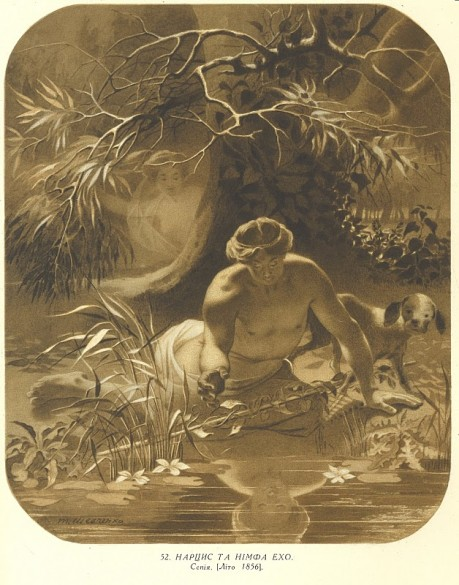 52. НАРЦИС ТА НІМФА ЕХО.
Сепія. [Літо 1856].